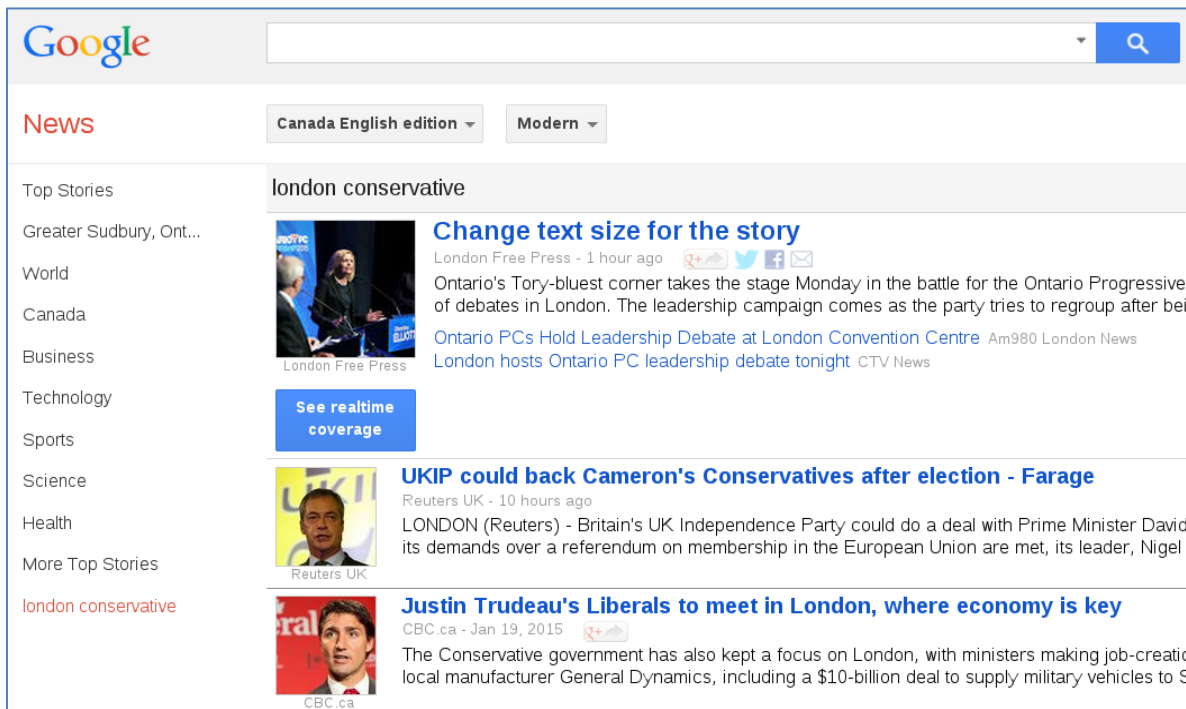 Google
News
Canada English edition
Modern
Top Stories
Greater Sudbury, Ont...
World
Canada
Business
Technology
Sports
Science
Health
More Top Stories
london conservative
london conservative
Change text size for the story
London Free Press - 1 hour ago
Ontario's Tory-bluest corner takes the stage Monday in the battle for the Ontario Progressive
of debates in London. The leadership campaign comes as the party tries to regroup after bei
Ontario PCs Hold Leadership Debate at London Convention Centre Am980 London News
London hosts Ontario PC leadership debate tonight CTV News
ELLIOTT
London Free Press
See realtime
coverage
UKIP could back Cameron's Conservatives after election - Farage
Reuters UK - 10 hours ago
LONDON (Reuters) - Britain's UK Independence Party could do a deal with Prime Minister David
its demands over a referendum on membership in the European Union are met, its leader, Nigel
Reuters UK
Justin Trudeau's Liberals to meet in London, where economy is key
CBC.ca - Jan 19, 2015
The Conservative government has also kept a focus on London, with ministers making job-creatio
local manufacturer General Dynamics, including a $10-billion deal to supply military vehicles to S
eral
CBC.ca